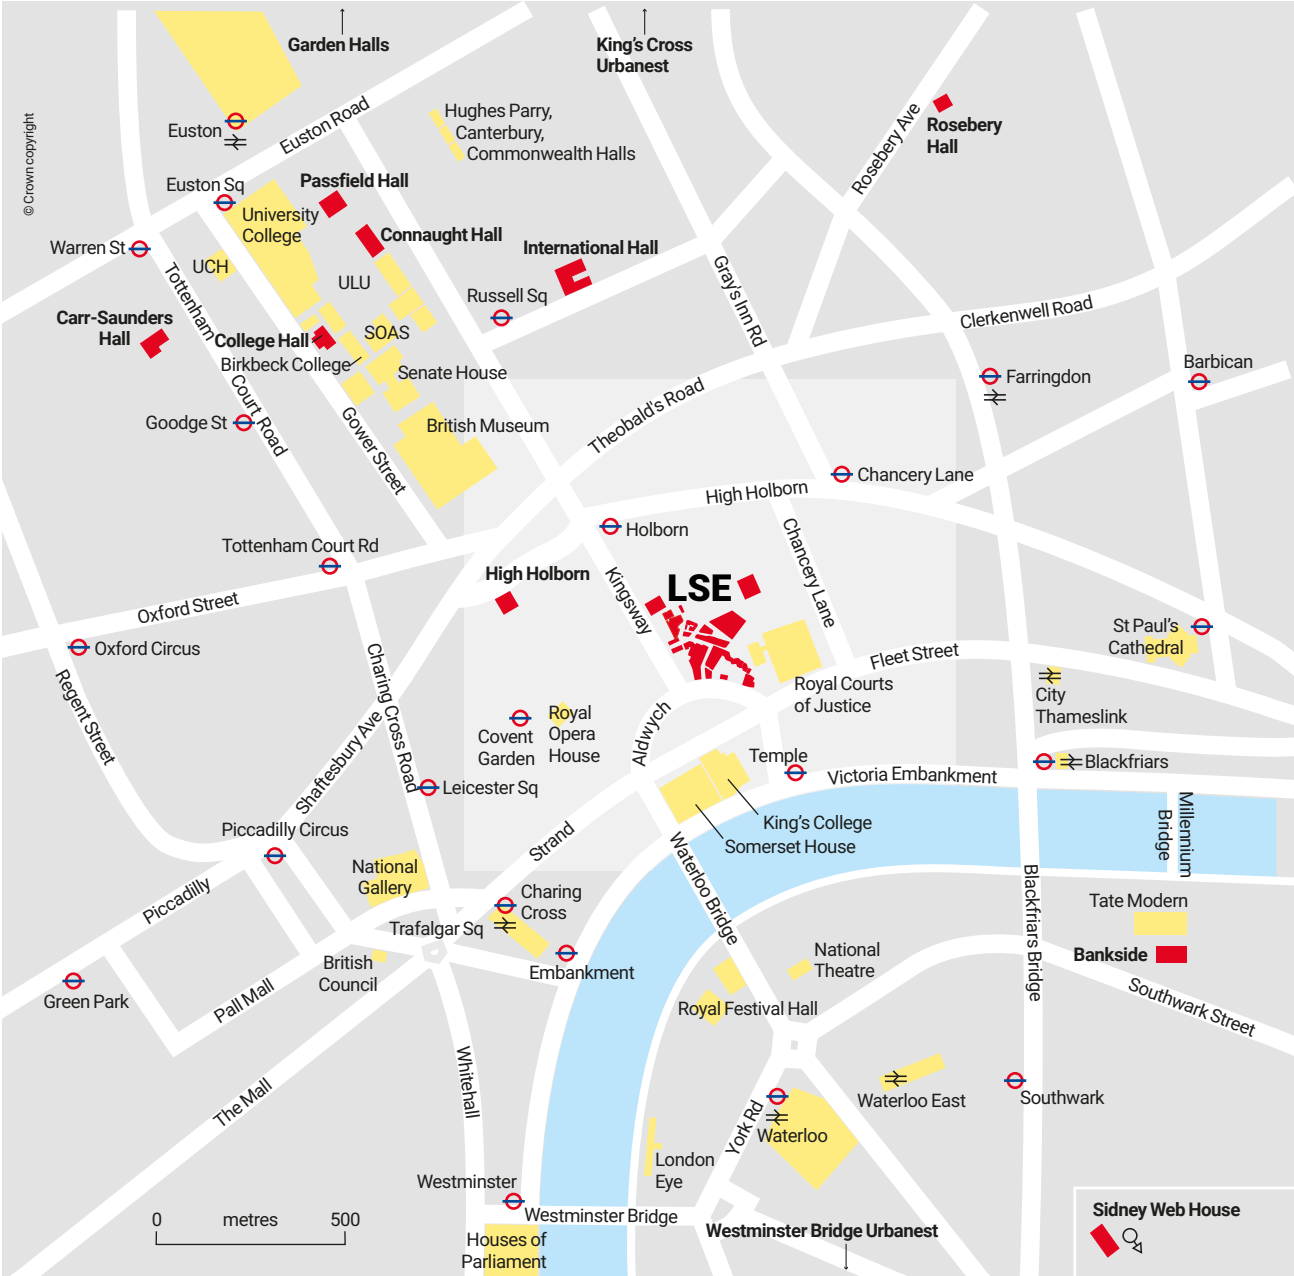 Garden Halls
King's Cross
Urbanest
© Crown copyright
Euston
Euston Road
Hughes Parry,
Canterbury,
Commonwealth Halls
Rosebery Ave
Rosebery
Hall
Euston Sq
Passfield Hall
University
College
Connaught Hall
International Hall
Warren St
UCH
ULU
Tottenham
Court Road
Russell Sq
Gray's Inn Rd
Clerkenwell Road
Carr-Saunders
Hall
College Hall
SOAS
Birkbeck College
Senate House
Farringdon
Barbican
Goodge St
Gower Street
British Museum
Theobald's Road
Chancery Lane
High Holborn
Holborn
Chancery Lane
Tottenham Court Rd
High Holborn
Kingsway
LSE
Oxford Street
Oxford Circus
St Paul's
Cathedral
Fleet Street
Regent Street
Charing Cross Road
Royal Courts
of Justice
City
Thameslink
Shaftesbury Ave
Covent
Garden
Royal
Opera
House
Aldwych
Temple
Blackfriars
Victoria Embankment
Leicester Sq
Piccadilly Circus
King's College
Somerset House
Strand
Waterloo Bridge
Millennium
Bridge
National
Gallery
Piccadilly
Charing
Cross
Trafalgar Sq
Blackfriars Bridge
Tate Modern
Bankside
National
Theatre
Embankment
British
Council
Green Park
Pall Mall
Royal Festival Hall
Southwark Street
The Mall
Whitehall
York Rd
Waterloo
Waterloo East
Southwark
London
Eye
Westminster
Westminster Bridge
Westminster Bridge Urbanest
Houses of
Parliament
0 metres 500
Sidney Web House